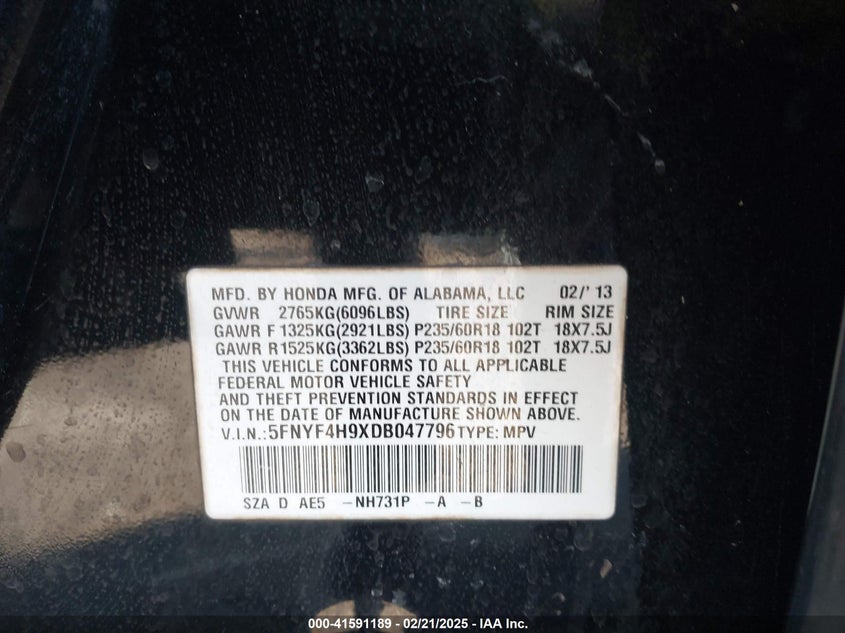 MFD. BY HONDA MFG. OF ALABAMA, LLC 02/' 13
GVWR 2765KG(6096LBS) TIRE SIZE RIM SIZE
GAWR F 1325KG(2921LBS) P235/60R18 102T 18X7.5J
GAWR R1525KG(3362LBS) P235/60R18 102T 18X7.5J
THIS VEHICLE CONFORMS TO ALL APPLICABLE
FEDERAL MOTOR VEHICLE SAFETY
AND THEFT PREVENTION STANDARDS IN EFFECT
ON THE DATE OF MANUFACTURE SHOWN ABOVE.
V.I.N.:5FNYF4H9XDB047796 TYPE: MPV
SZA D AE5 -NH731P -A -B
000-41591189 - 02/21/2025 - IAA Inc.